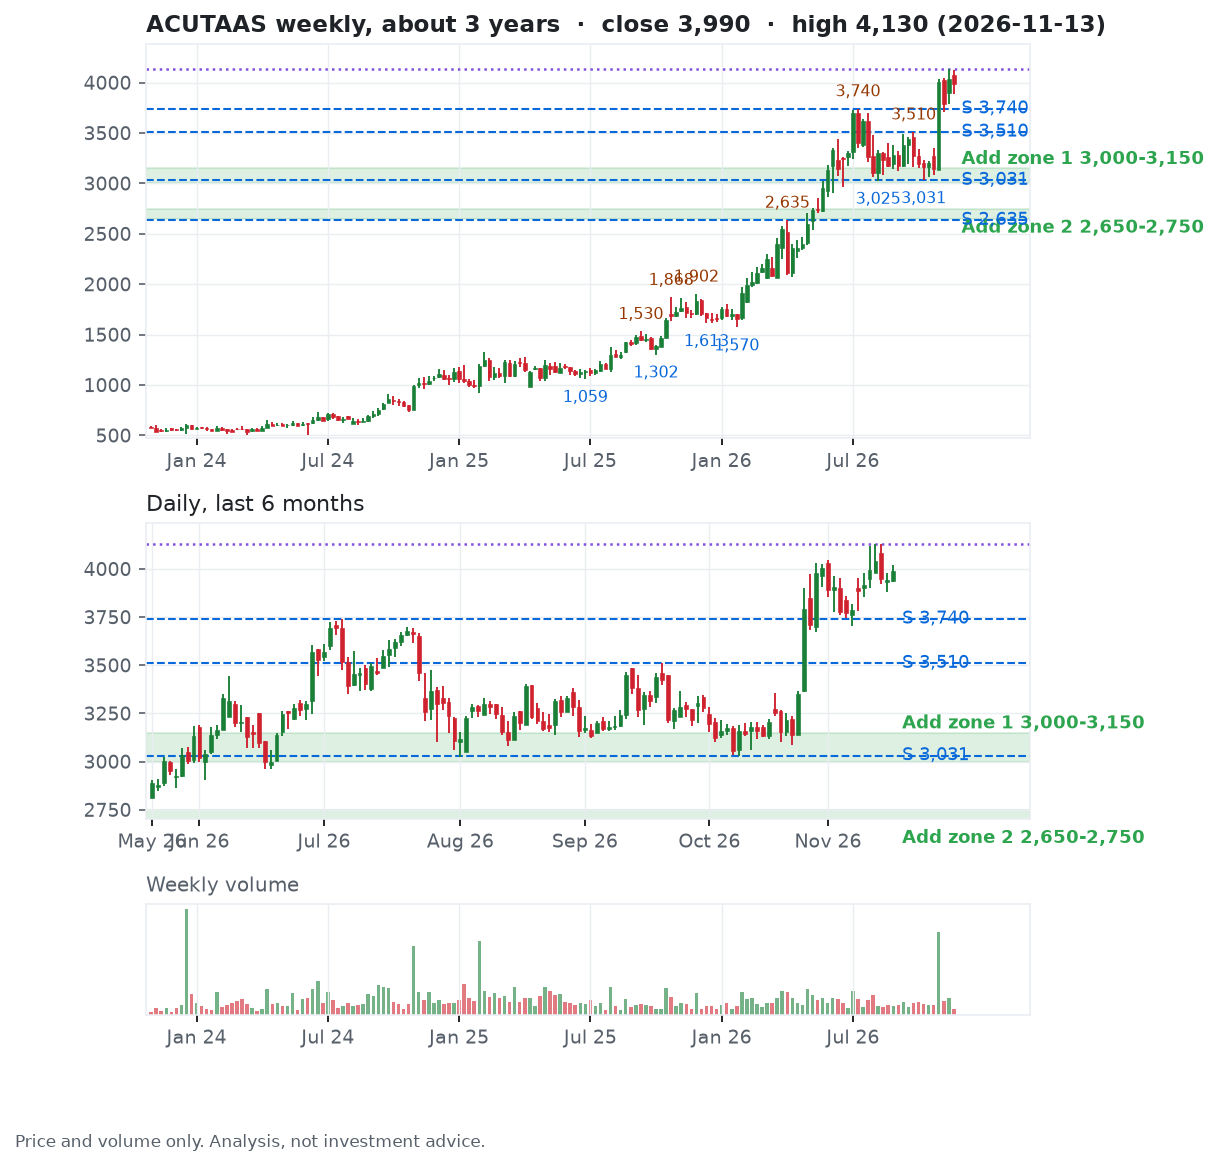 ACUTAAS weekly, about 3 years · close 3,990 · high 4,130 (2026-11-13)
4000
3500
3000
2500
2000
1500
1000
500
3,740
3,510
S 3,740
S 3,510
Add zone 1 3,000-3,150
S 3,031
3,025
3,031
2,635
S 2,635
Add zone 2 2,650-2,750
1,868
1,902
1,530
1,613
1,570
1,302
1,059
Jan 24
Jul 24
Jan 25
Jul 25
Jan 26
Jul 26
Daily, last 6 months
4000
3750
3500
3250
3000
2750
S 3,740
S 3,510
Add zone 1 3,000-3,150
S 3,031
Add zone 2 2,650-2,750
May 26
Jun 26
Jul 26
Aug 26
Sep 26
Oct 26
Nov 26
Weekly volume
Jan 24
Jul 24
Jan 25
Jul 25
Jan 26
Jul 26
Price and volume only. Analysis, not investment advice.